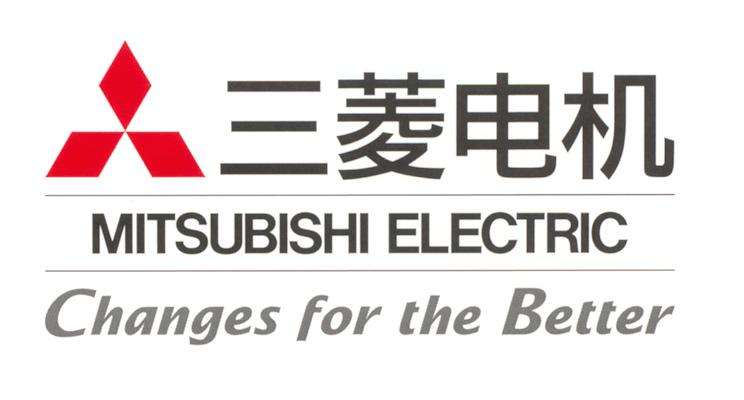 三菱电机
MITSUBISHI ELECTRIC
Changes for the Better